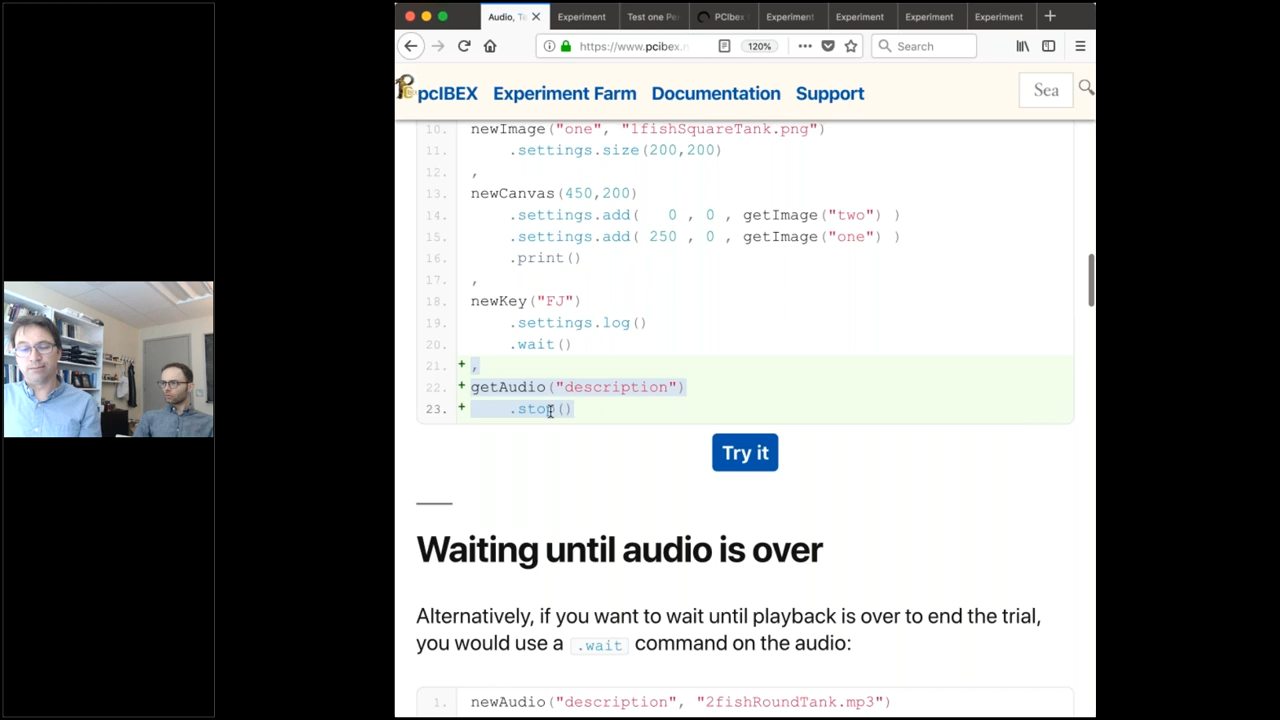 Audio, Te
Experiment
Test one Pe
PCIbex
Experiment
Experiment
Experiment
Experiment
https://www.pcibex.n
120%
Search
pcIBEX
Experiment Farm
Documentation
Support
Sea
10. newImage("one", "1fishSquareTank.png")
11. .settings.size(200,200)
12. ,
13. newCanvas(450,200)
14. .settings.add( 0 , 0 , getImage("two") )
15. .settings.add( 250 , 0 , getImage("one") )
16. .print()
17. ,
18. newKey("FJ")
19. .settings.log()
20. .wait()
21. + ,
22. + getAudio("description")
23. + .stop()
Try it
Waiting until audio is over
Alternatively, if you want to wait until playback is over to end the trial,
you would use a .wait command on the audio:
1. newAudio("description", "2fishRoundTank.mp3")